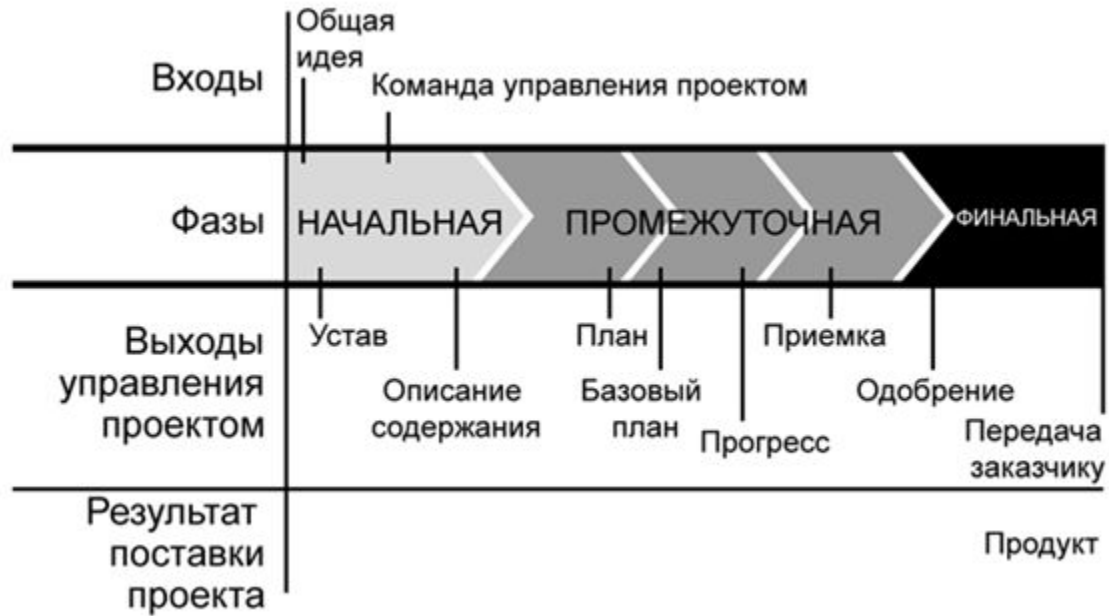 Общая
идея
Входы
Команда управления проектом
Фазы
НАЧАЛЬНАЯ
ПРОМЕЖУТОЧНАЯ
ФИНАЛЬНАЯ
Выходы
управления
проектом
Устав
План
Приемка
Описание
содержания
Базовый
план
Одобрение
Прогресс
Передача
заказчику
Результат
поставки
проекта
Продукт